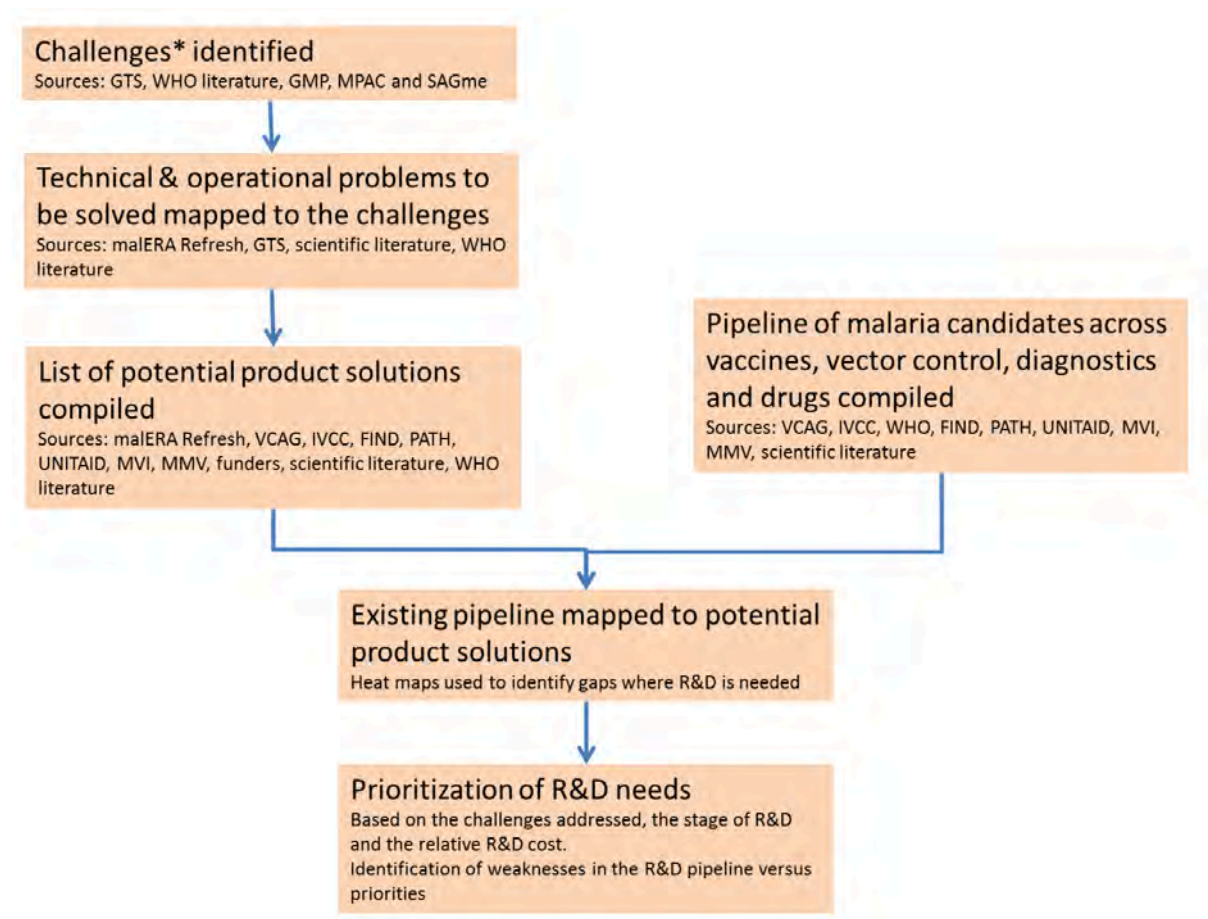 Challenges* identified
Sources: GTS, WHO literature, GMP, MPAC and SAGme
Technical & operational problems to
be solved mapped to the challenges
Sources: malERA Refresh, GTS, scientific literature, WHO
literature
List of potential product solutions
compiled
Sources: malERA Refresh, VCAG, IVCC, FIND, PATH,
UNITAID, MVI, MMV, funders, scientific literature, WHO
literature
Pipeline of malaria candidates across
vaccines, vector control, diagnostics
and drugs compiled
Sources: VCAG, IVCC, WHO, FIND, PATH, UNITAID, MVI,
MMV, scientific literature
Existing pipeline mapped to potential
product solutions
Heat maps used to identify gaps where R&D is needed
Prioritization of R&D needs
Based on the challenges addressed, the stage of R&D
and the relative R&D cost.
Identification of weaknesses in the R&D pipeline versus
priorities